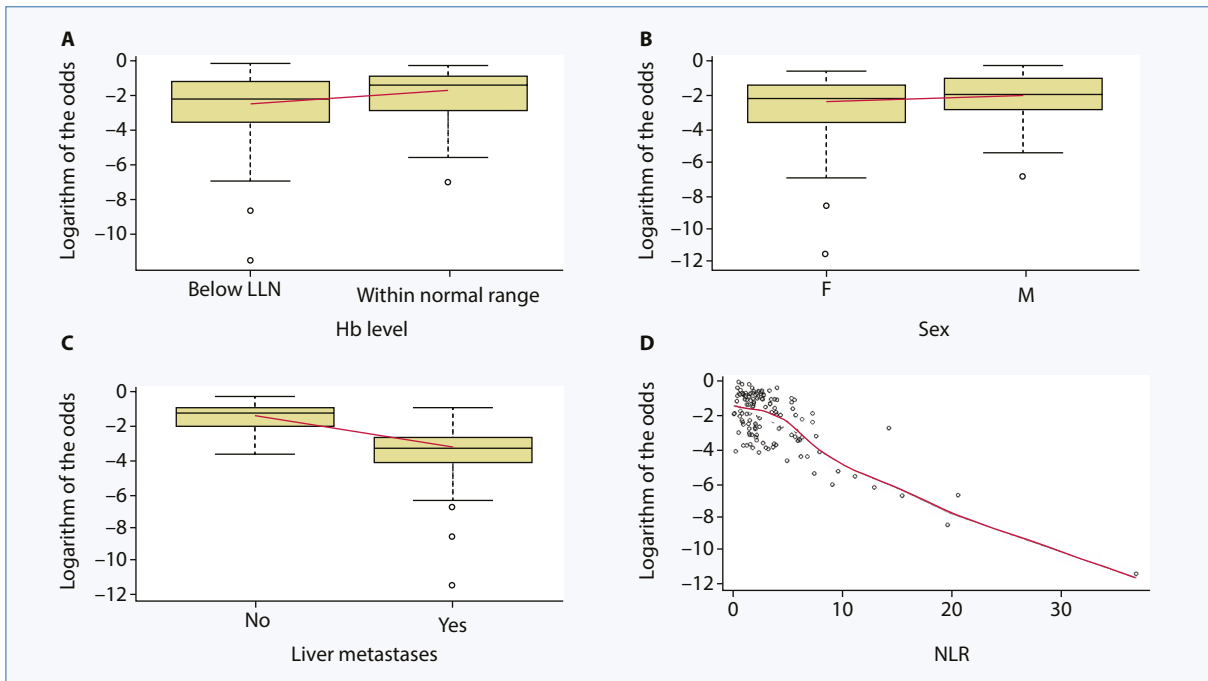 A
Logarithm of the odds
0
−2
−4
−6
−8
−10
Below LLN
Within normal range
Hb level
B
Logarithm of the odds
0
−2
−4
−6
−8
−10
−12
F
M
Sex
C
Logarithm of the odds
0
−2
−4
−6
−8
−10
−12
No
Yes
Liver metastases
D
Logarithm of the odds
0
−2
−4
−6
−8
−10
−12
0
10
20
30
NLR